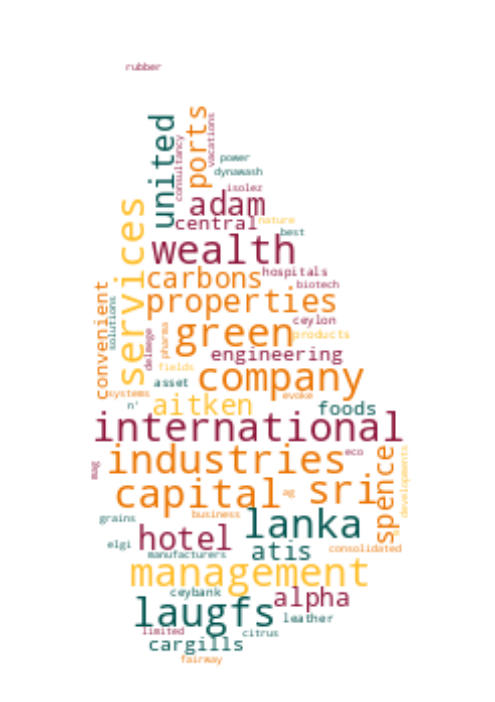 rubber
united
ports
vacations
consultancy
power
dynawash
isolez
adam
nature
central
best
services
wealth
hospitals
carbons
biotech
properties
convenient
solutions
ceylon
green
products
delmege
pharma
engineering
fields
company
asset
systems
evoke
n'
aitken
foods
international
industries
eco
spence
developments
mag
capital
ag
sri
grains
business
lanka
hotel
elgi
atis
consolidated
manufacturers
management
ceybank
alpha
laugfs
leather
limited
citrus
cargills
fairway